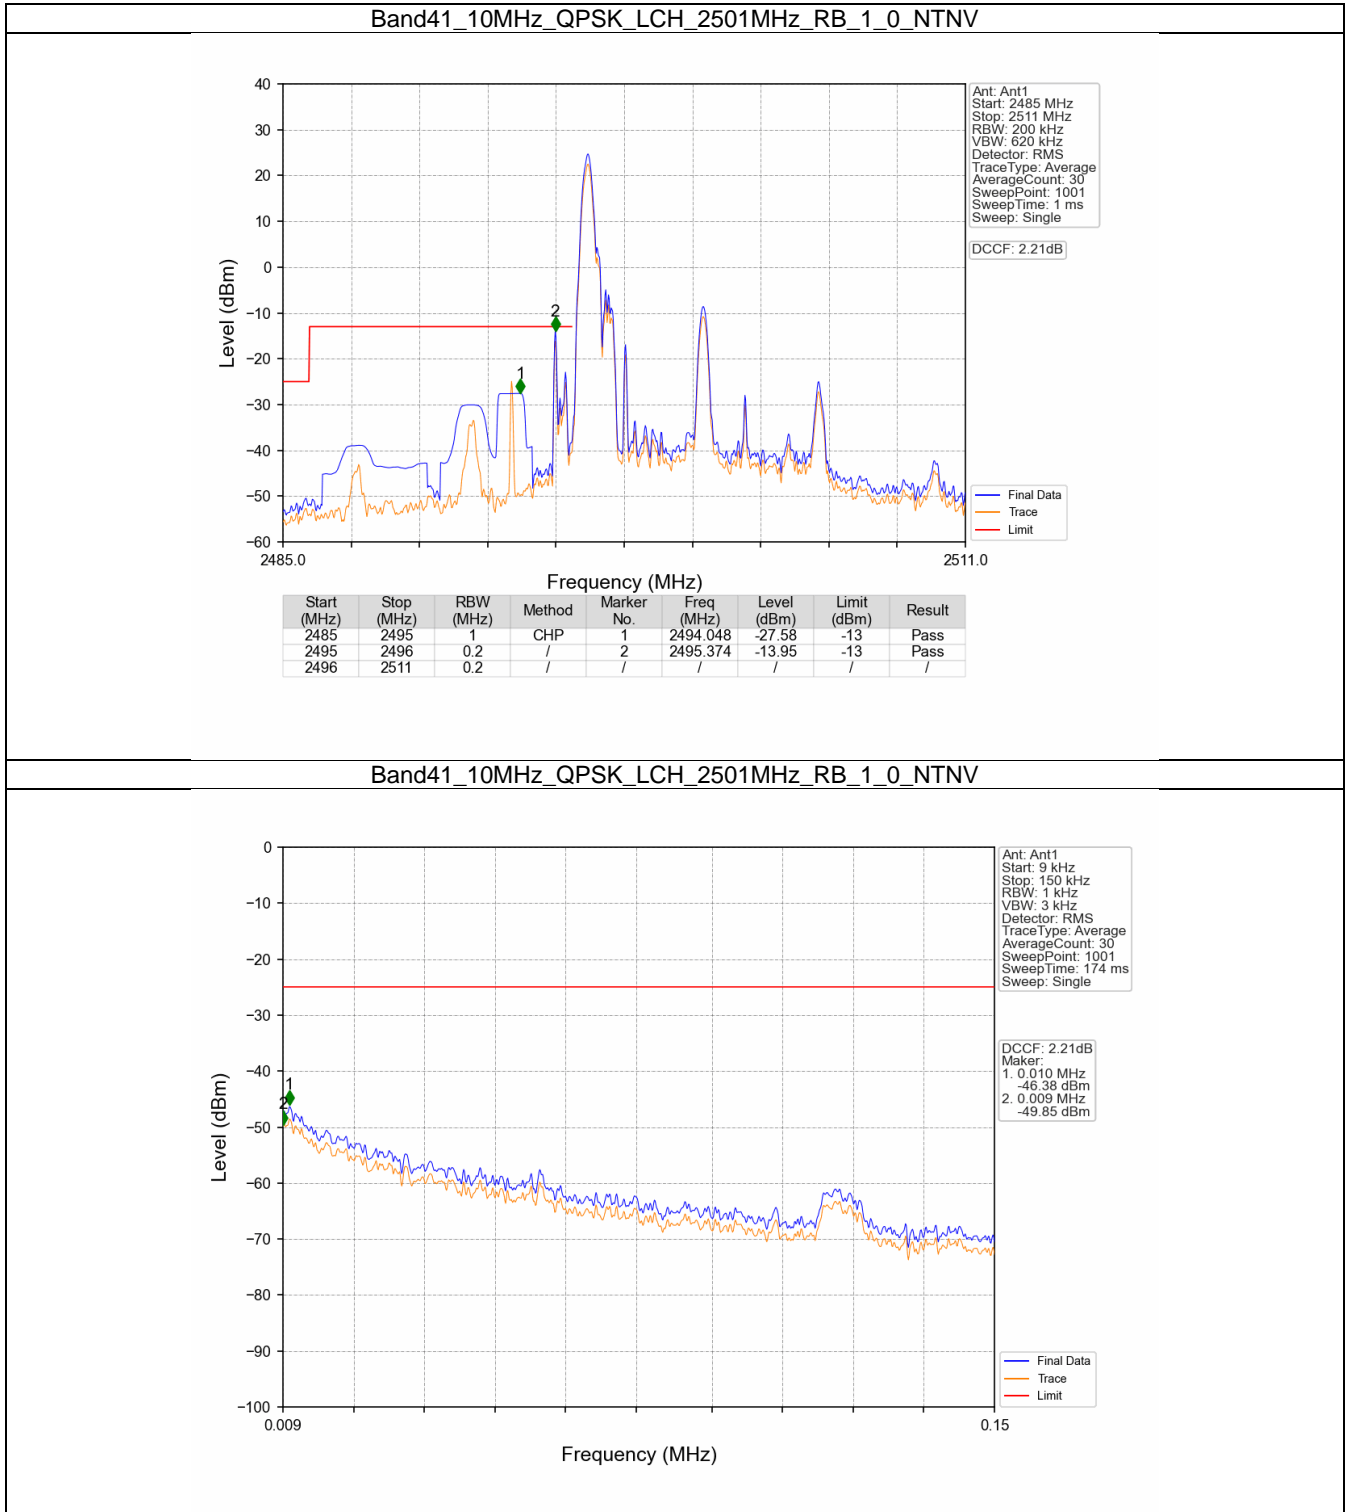 Band41_10MHz_QPSK_LCH_2501MHz_RB_1_0_NTNV
40
30
20
10
0
−10
−20
−30
−40
−50
−60
Level (dBm)
2
1
2485.0
2511.0
Frequency (MHz)
Ant: Ant1
Start: 2485 MHz
Stop: 2511 MHz
RBW: 200 kHz
VBW: 620 kHz
Detector: RMS
TraceType: Average
AverageCount: 30
SweepPoint: 1001
SweepTime: 1 ms
Sweep: Single
DCCF: 2.21dB
Final Data
Trace
Limit
Start (MHz) Stop (MHz) RBW (MHz) Method Marker No. Freq (MHz) Level (dBm) Limit (dBm) Result
2485 2495 1 CHP 1 2494.048 -27.58 -13 Pass
2495 2496 0.2 / 2 2495.374 -13.95 -13 Pass
2496 2511 0.2 / / / / / /
Band41_10MHz_QPSK_LCH_2501MHz_RB_1_0_NTNV
0
−10
−20
−30
−40
−50
−60
−70
−80
−90
−100
Level (dBm)
1
2
0.009
0.15
Frequency (MHz)
Ant: Ant1
Start: 9 kHz
Stop: 150 kHz
RBW: 1 kHz
VBW: 3 kHz
Detector: RMS
TraceType: Average
AverageCount: 30
SweepPoint: 1001
SweepTime: 174 ms
Sweep: Single
DCCF: 2.21dB
Maker:
1. 0.010 MHz
-46.38 dBm
2. 0.009 MHz
-49.85 dBm
Final Data
Trace
Limit